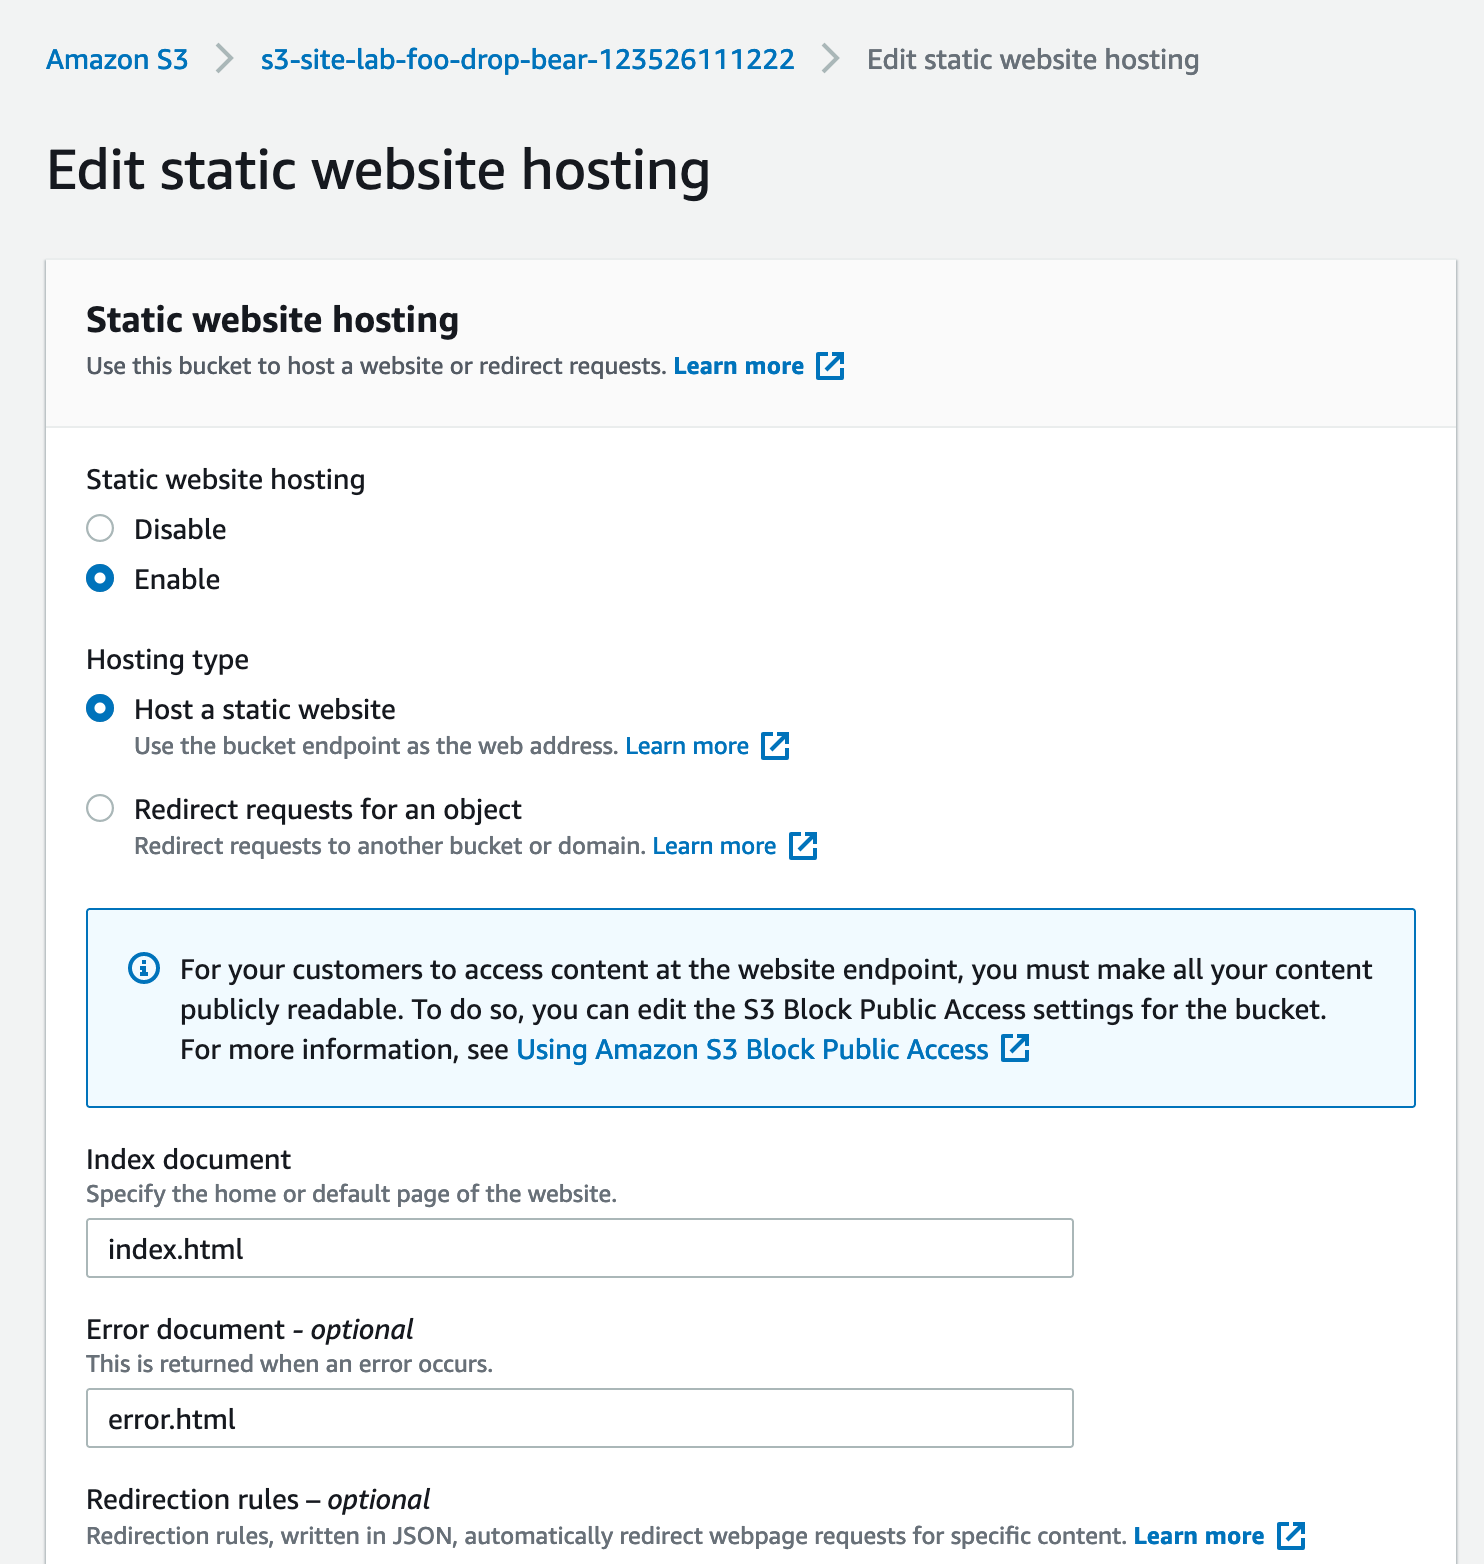 Amazon S3 > s3-site-lab-foo-drop-bear-123526111222 > Edit static website hosting
Edit static website hosting
Static website hosting
Use this bucket to host a website or redirect requests. Learn more
Static website hosting
Disable
Enable
Hosting type
Host a static website
Use the bucket endpoint as the web address. Learn more
Redirect requests for an object
Redirect requests to another bucket or domain. Learn more
For your customers to access content at the website endpoint, you must make all your content
publicly readable. To do so, you can edit the S3 Block Public Access settings for the bucket.
For more information, see Using Amazon S3 Block Public Access
Index document
Specify the home or default page of the website.
index.html
Error document - optional
This is returned when an error occurs.
error.html
Redirection rules – optional
Redirection rules, written in JSON, automatically redirect webpage requests for specific content. Learn more